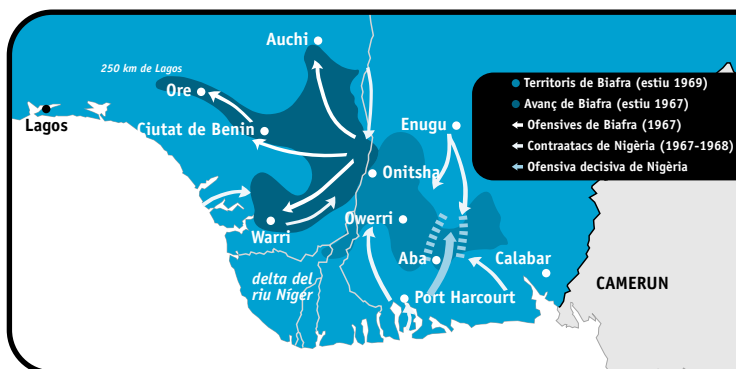 Auchi
250 km de Lagos
Ore
Lagos
Ciutat de Benin
Enugu
Onitsha
Owerri
Warri
Aba
Calabar
delta del
riu Níger
Port Harcourt
CAMERUN
Territoris de Biafra (estiu 1969)
Avanç de Biafra (estiu 1967)
Ofensives de Biafra (1967)
Contraatacs de Nigèria (1967-1968)
Ofensiva decisiva de Nigèria